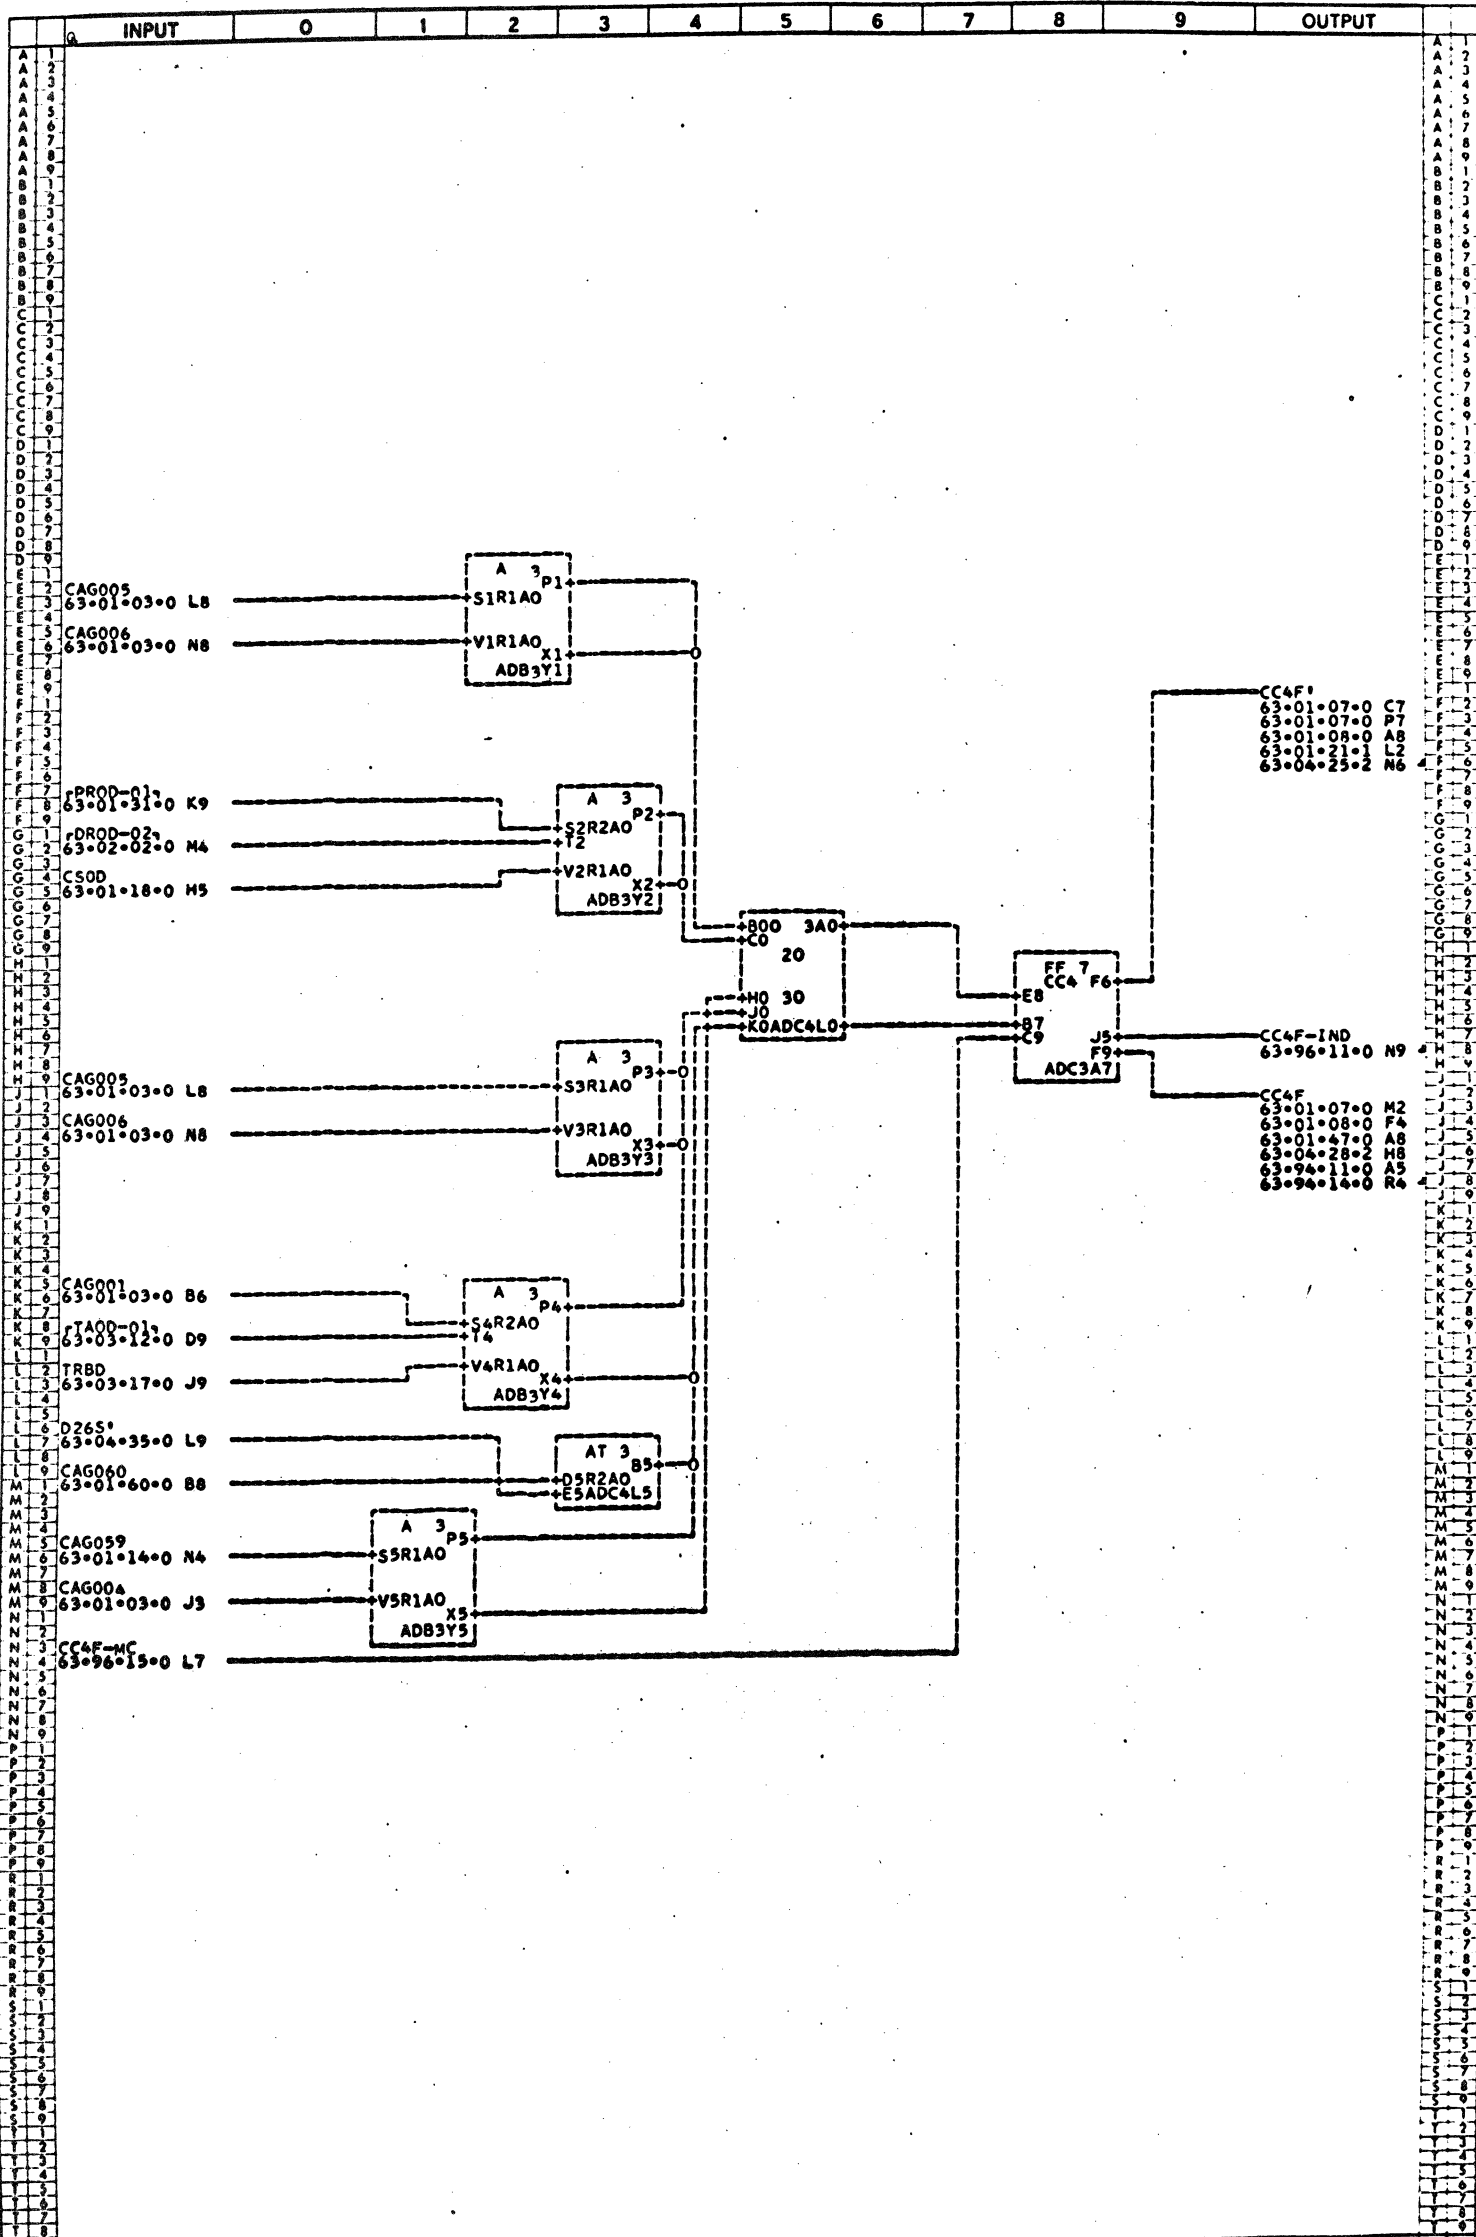 INPUT 0 1 2 3 4 5 6 7 8 9 OUTPUT
CAG005
63•01•03•0 L8
CAG006
63•01•03•0 N8
A 3
P1
S1R1A0
V1R1A0
X1
ADB3Y1
CC4F'
63•01•07•0 C7
63•01•07•0 P7
63•01•08•0 A8
63•01•21•1 L2
63•04•25•2 N6
┌PROD-01┐
63•01•31•0 K9
┌DROD-02┐
63•02•02•0 M4
CSOD
63•01•18•0 H5
A 3
P2
S2R2A0
T2
V2R1A0
X2
ADB3Y2
B00 3A0
C0
20
H0 30
J0
K0ADC4L0
FF 7
CC4 F6
E8
B7
C9 J5
F9
ADC3A7
CC4F-IND
63•96•11•0 N9
CC4F
63•01•07•0 M2
63•01•08•0 F4
63•01•47•0 A8
63•04•28•2 H8
63•94•11•0 A5
63•94•14•0 R4
CAG005
63•01•03•0 L8
CAG006
63•01•03•0 N8
A 3
P3
S3R1A0
V3R1A0
X3
ADB3Y3
CAG001
63•01•03•0 B6
┌TAOD-01┐
63•03•12•0 D9
TRBD
63•03•17•0 J9
A 3
P4
S4R2A0
T4
V4R1A0
X4
ADB3Y4
D26S'
63•04•35•0 L9
CAG060
63•01•60•0 B8
AT 3
B5
D5R2A0
E5ADC4L5
CAG059
63•01•14•0 N4
CAG004
63•01•03•0 J3
A 3
P5
S5R1A0
V5R1A0
X5
ADB3Y5
CC4F-MC
63•96•15•0 L7